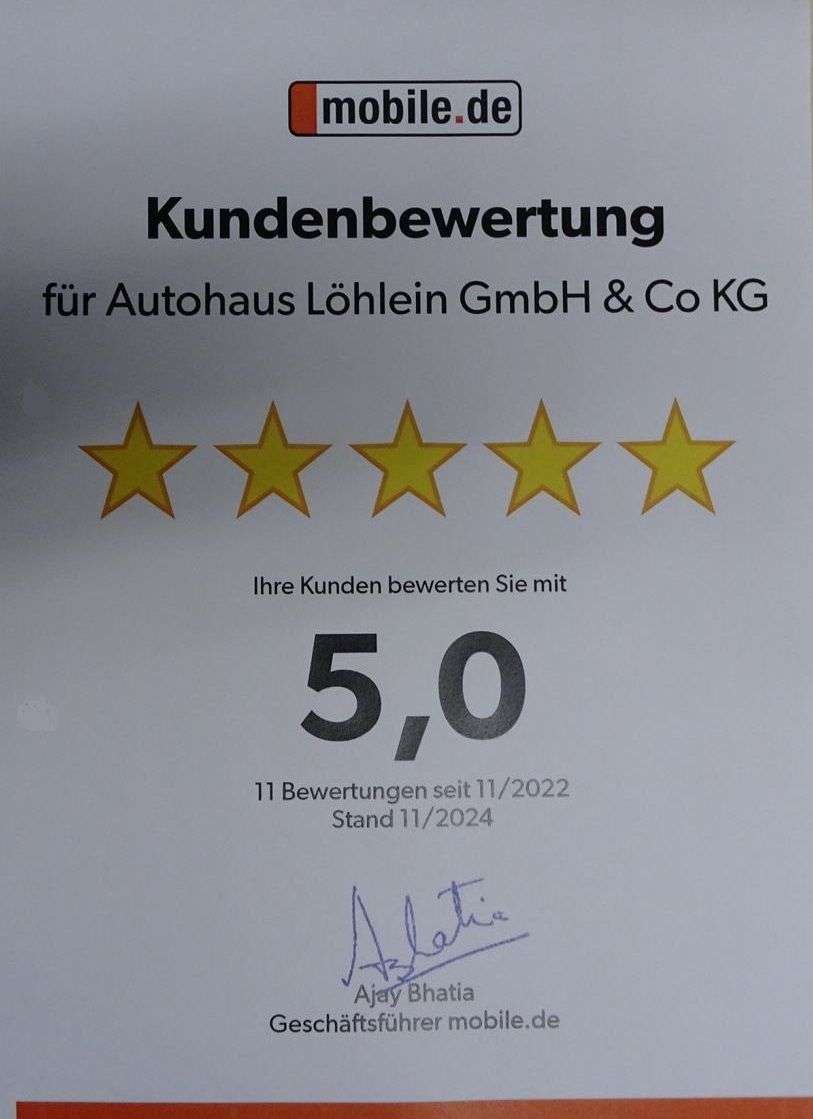 mobile.de
Kundenbewertung
für Autohaus Löhlein GmbH & Co KG
Ihre Kunden bewerten Sie mit
5,0
11 Bewertungen seit 11/2022
Stand 11/2024
Ajay Bhatia
Geschäftsführer mobile.de